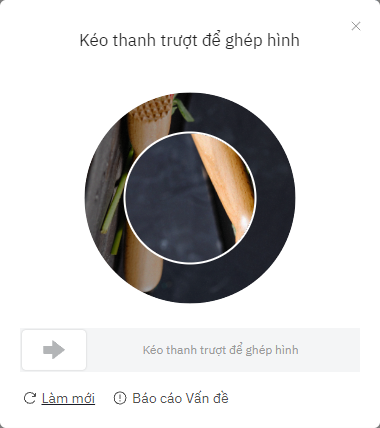 Kéo thanh trượt để ghép hình
Kéo thanh trượt để ghép hình
Làm mới
Báo cáo Vấn đề